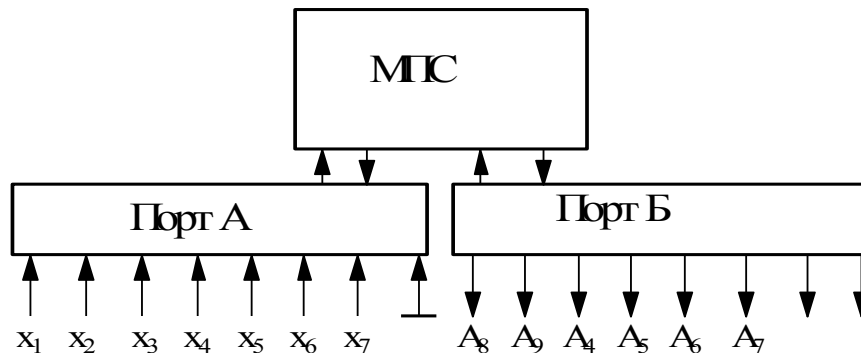 МПС
Порт А Порт Б
x₁ x₂ x₃ x₄ x₅ x₆ x₇ A₈ A₉ A₄ A₅ A₆ A₇